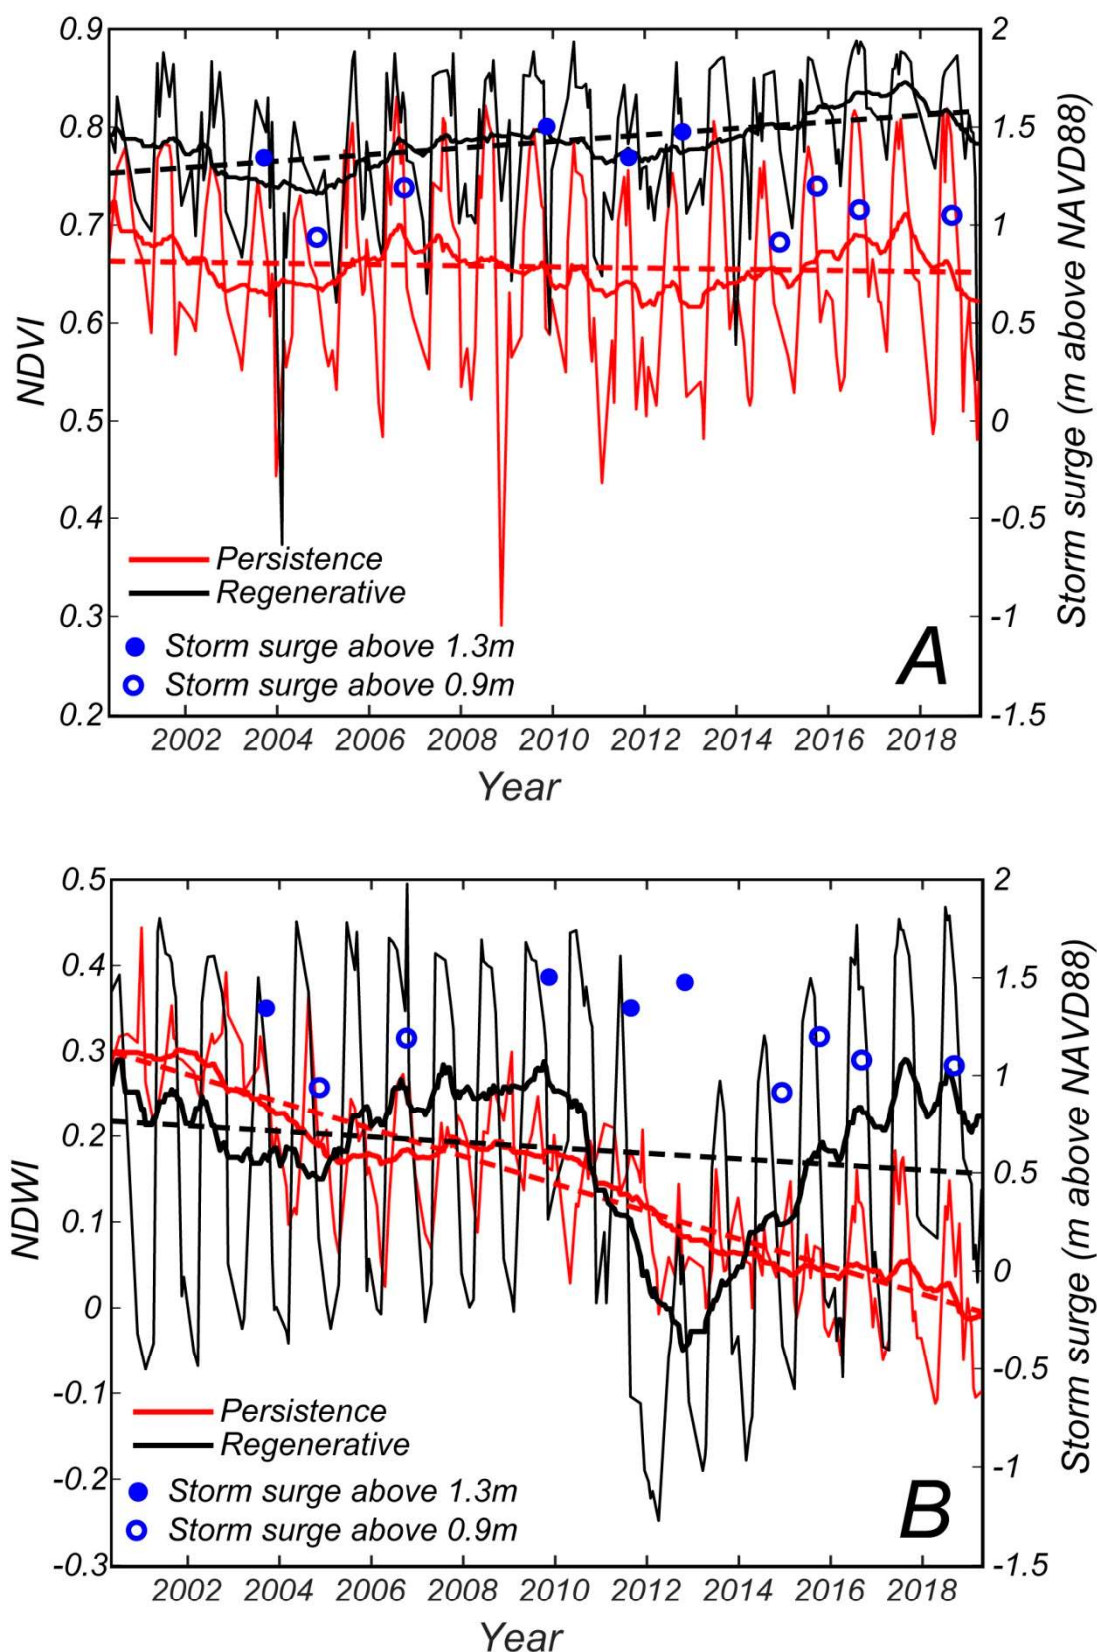 0.9
0.8
0.7
0.6
0.5
0.4
0.3
0.2
NDVI
2
1.5
1
0.5
0
-0.5
-1
-1.5
Storm surge (m above NAVD88)
Persistence
Regenerative
Storm surge above 1.3m
Storm surge above 0.9m
A
2002 2004 2006 2008 2010 2012 2014 2016 2018
Year
0.5
0.4
0.3
0.2
0.1
0
-0.1
-0.2
-0.3
NDWI
2
1.5
1
0.5
0
-0.5
-1
-1.5
Storm surge (m above NAVD88)
Persistence
Regenerative
Storm surge above 1.3m
Storm surge above 0.9m
B
2002 2004 2006 2008 2010 2012 2014 2016 2018
Year